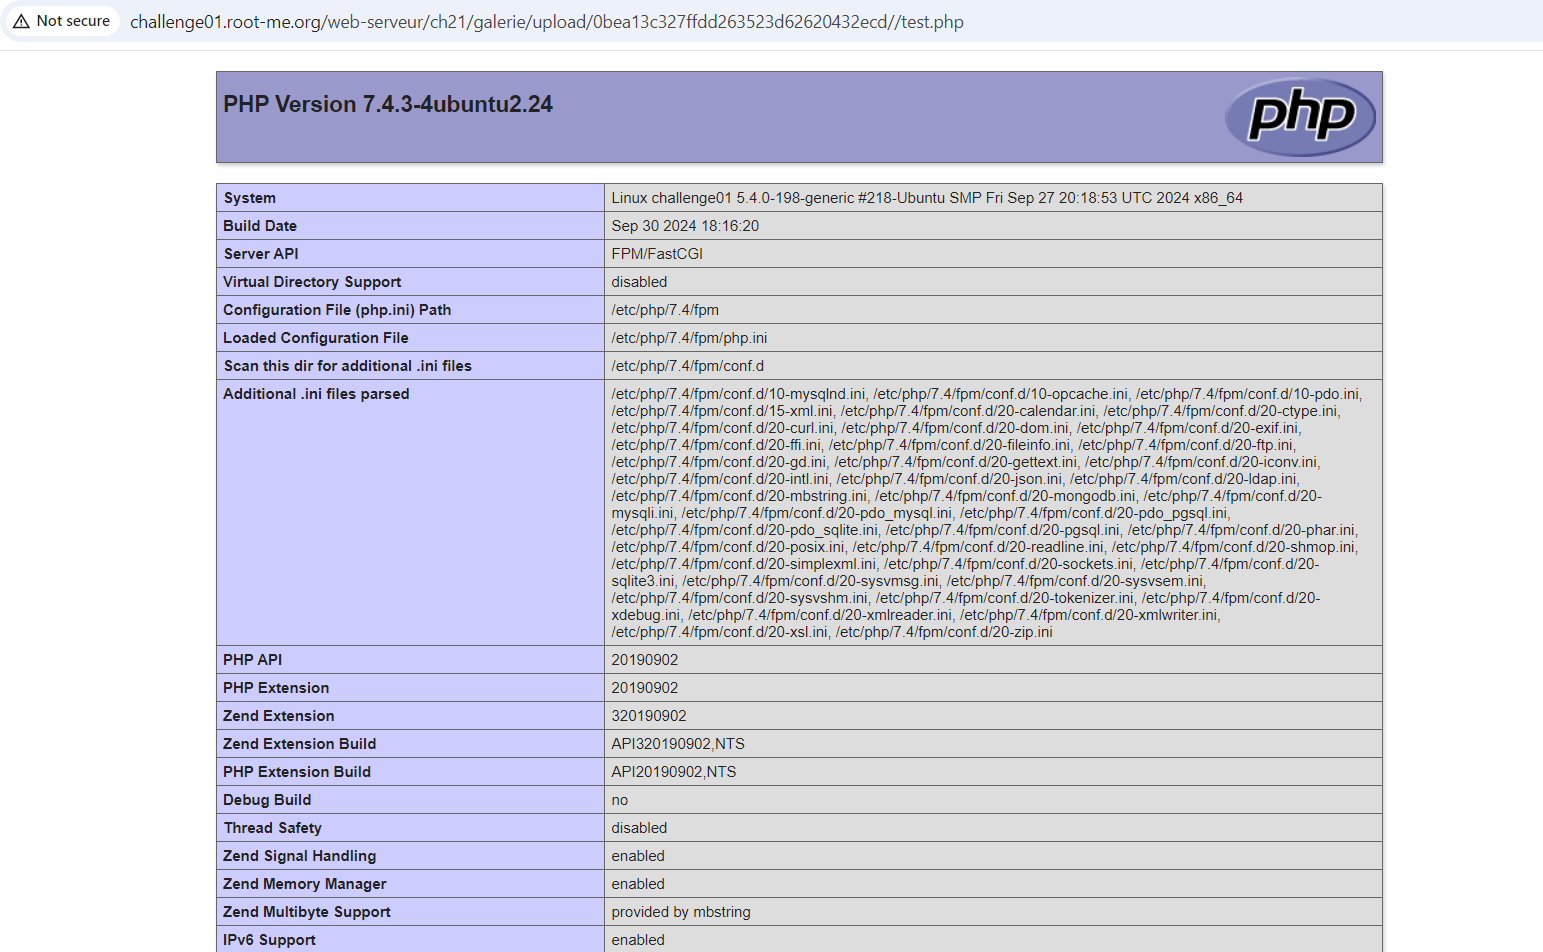 Not secure challenge01.root-me.org/web-serveur/ch21/galerie/upload/0bea13c327ffdd263523d62620432ecd//test.php
PHP Version 7.4.3-4ubuntu2.24
php
System Linux challenge01 5.4.0-198-generic #218-Ubuntu SMP Fri Sep 27 20:18:53 UTC 2024 x86_64
Build Date Sep 30 2024 18:16:20
Server API FPM/FastCGI
Virtual Directory Support disabled
Configuration File (php.ini) Path /etc/php/7.4/fpm
Loaded Configuration File /etc/php/7.4/fpm/php.ini
Scan this dir for additional .ini files /etc/php/7.4/fpm/conf.d
Additional .ini files parsed /etc/php/7.4/fpm/conf.d/10-mysqlnd.ini, /etc/php/7.4/fpm/conf.d/10-opcache.ini, /etc/php/7.4/fpm/conf.d/10-pdo.ini,
/etc/php/7.4/fpm/conf.d/15-xml.ini, /etc/php/7.4/fpm/conf.d/20-calendar.ini, /etc/php/7.4/fpm/conf.d/20-ctype.ini,
/etc/php/7.4/fpm/conf.d/20-curl.ini, /etc/php/7.4/fpm/conf.d/20-dom.ini, /etc/php/7.4/fpm/conf.d/20-exif.ini,
/etc/php/7.4/fpm/conf.d/20-ffi.ini, /etc/php/7.4/fpm/conf.d/20-fileinfo.ini, /etc/php/7.4/fpm/conf.d/20-ftp.ini,
/etc/php/7.4/fpm/conf.d/20-gd.ini, /etc/php/7.4/fpm/conf.d/20-gettext.ini, /etc/php/7.4/fpm/conf.d/20-iconv.ini,
/etc/php/7.4/fpm/conf.d/20-intl.ini, /etc/php/7.4/fpm/conf.d/20-json.ini, /etc/php/7.4/fpm/conf.d/20-ldap.ini,
/etc/php/7.4/fpm/conf.d/20-mbstring.ini, /etc/php/7.4/fpm/conf.d/20-mongodb.ini, /etc/php/7.4/fpm/conf.d/20-
mysqli.ini, /etc/php/7.4/fpm/conf.d/20-pdo_mysql.ini, /etc/php/7.4/fpm/conf.d/20-pdo_pgsql.ini,
/etc/php/7.4/fpm/conf.d/20-pdo_sqlite.ini, /etc/php/7.4/fpm/conf.d/20-pgsql.ini, /etc/php/7.4/fpm/conf.d/20-phar.ini,
/etc/php/7.4/fpm/conf.d/20-posix.ini, /etc/php/7.4/fpm/conf.d/20-readline.ini, /etc/php/7.4/fpm/conf.d/20-shmop.ini,
/etc/php/7.4/fpm/conf.d/20-simplexml.ini, /etc/php/7.4/fpm/conf.d/20-sockets.ini, /etc/php/7.4/fpm/conf.d/20-
sqlite3.ini, /etc/php/7.4/fpm/conf.d/20-sysvmsg.ini, /etc/php/7.4/fpm/conf.d/20-sysvsem.ini,
/etc/php/7.4/fpm/conf.d/20-sysvshm.ini, /etc/php/7.4/fpm/conf.d/20-tokenizer.ini, /etc/php/7.4/fpm/conf.d/20-
xdebug.ini, /etc/php/7.4/fpm/conf.d/20-xmlreader.ini, /etc/php/7.4/fpm/conf.d/20-xmlwriter.ini,
/etc/php/7.4/fpm/conf.d/20-xsl.ini, /etc/php/7.4/fpm/conf.d/20-zip.ini
PHP API 20190902
PHP Extension 20190902
Zend Extension 320190902
Zend Extension Build API320190902,NTS
PHP Extension Build API20190902,NTS
Debug Build no
Thread Safety disabled
Zend Signal Handling enabled
Zend Memory Manager enabled
Zend Multibyte Support provided by mbstring
IPv6 Support enabled